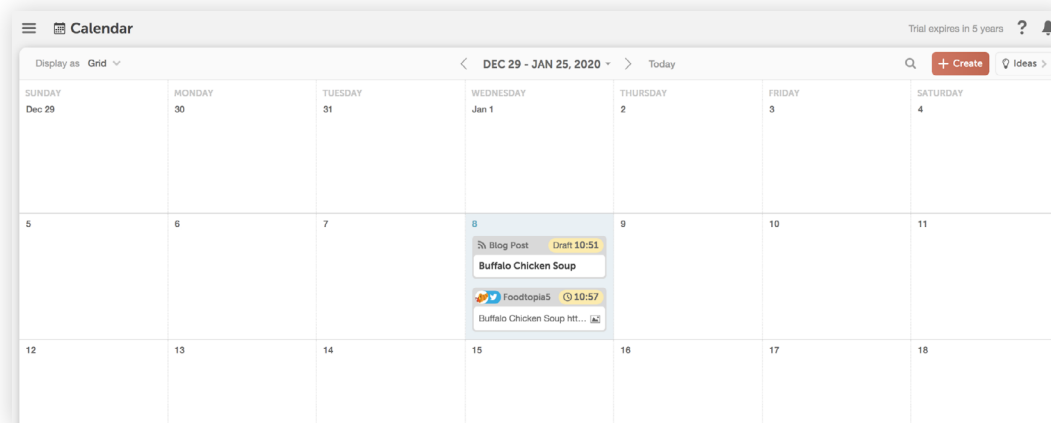 Calendar
Trial expires in 5 years ?
Display as Grid
DEC 29 - JAN 25, 2020
Today
+ Create
Ideas
SUNDAY MONDAY TUESDAY WEDNESDAY THURSDAY FRIDAY SATURDAY
Dec 29 30 31 Jan 1 2 3 4
5 6 7 8 9 10 11
Blog Post Draft 10:51
Buffalo Chicken Soup
Foodtopia5 10:57
Buffalo Chicken Soup htt...
12 13 14 15 16 17 18